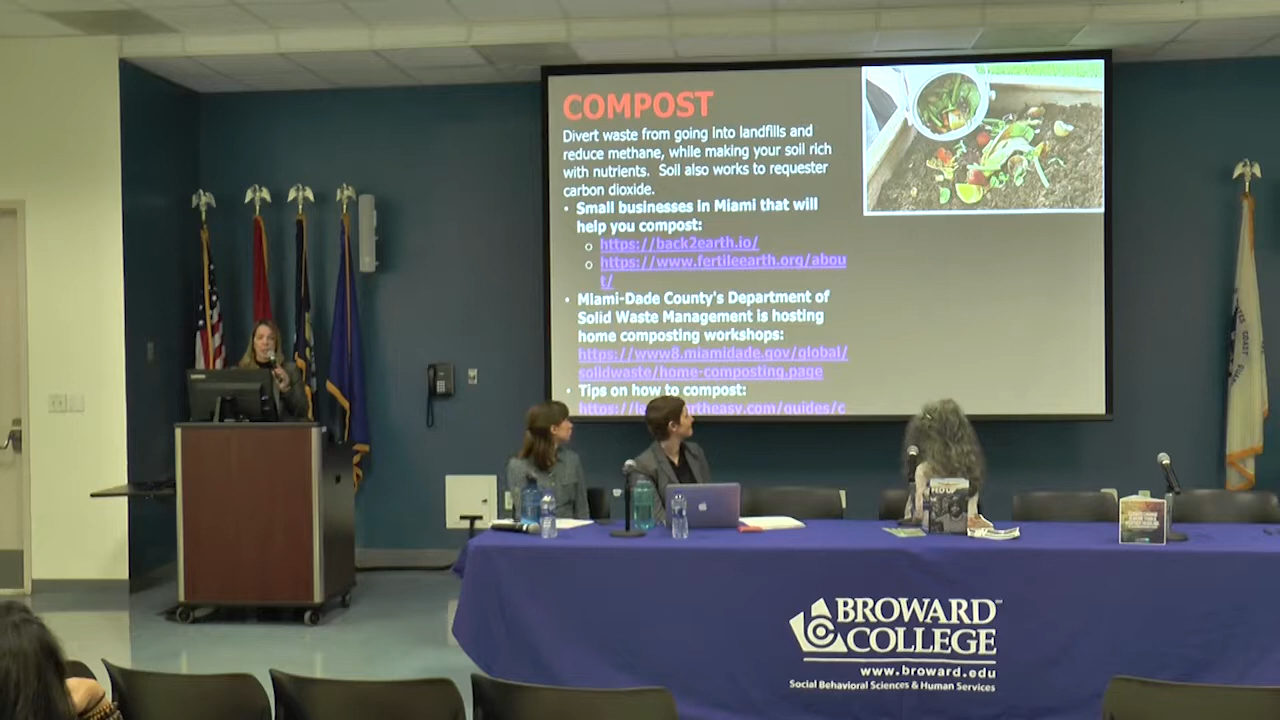 COMPOST
Divert waste from going into landfills and
reduce methane, while making your soil rich
with nutrients. Soil also works to requester
carbon dioxide.
• Small businesses in Miami that will
help you compost:
○ https://back2earth.io/
○ https://www.fertileearth.org/abou
t/
• Miami-Dade County's Department of
Solid Waste Management is hosting
home composting workshops:
https://www8.miamidade.gov/global/
solidwaste/home-composting.page
• Tips on how to compost:
BROWARD
COLLEGE
www.broward.edu
Social Behavioral Sciences & Human Services